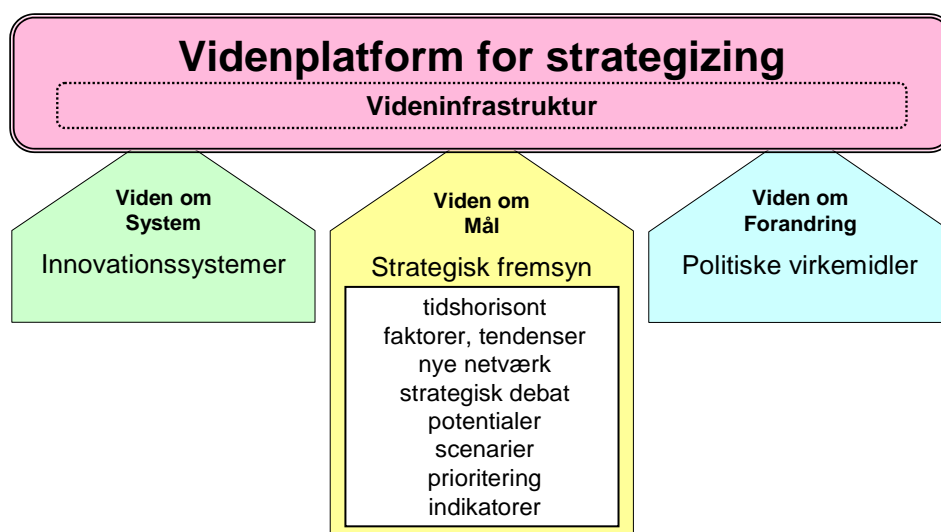 Videnplatform for strategizing
Videninfrastruktur
Viden om
System
Innovationssystemer
Viden om
Mål
Strategisk fremsyn
tidshorisont
faktorer, tendenser
nye netværk
strategisk debat
potentialer
scenarier
prioritering
indikatorer
Viden om
Forandring
Politiske virkemidler